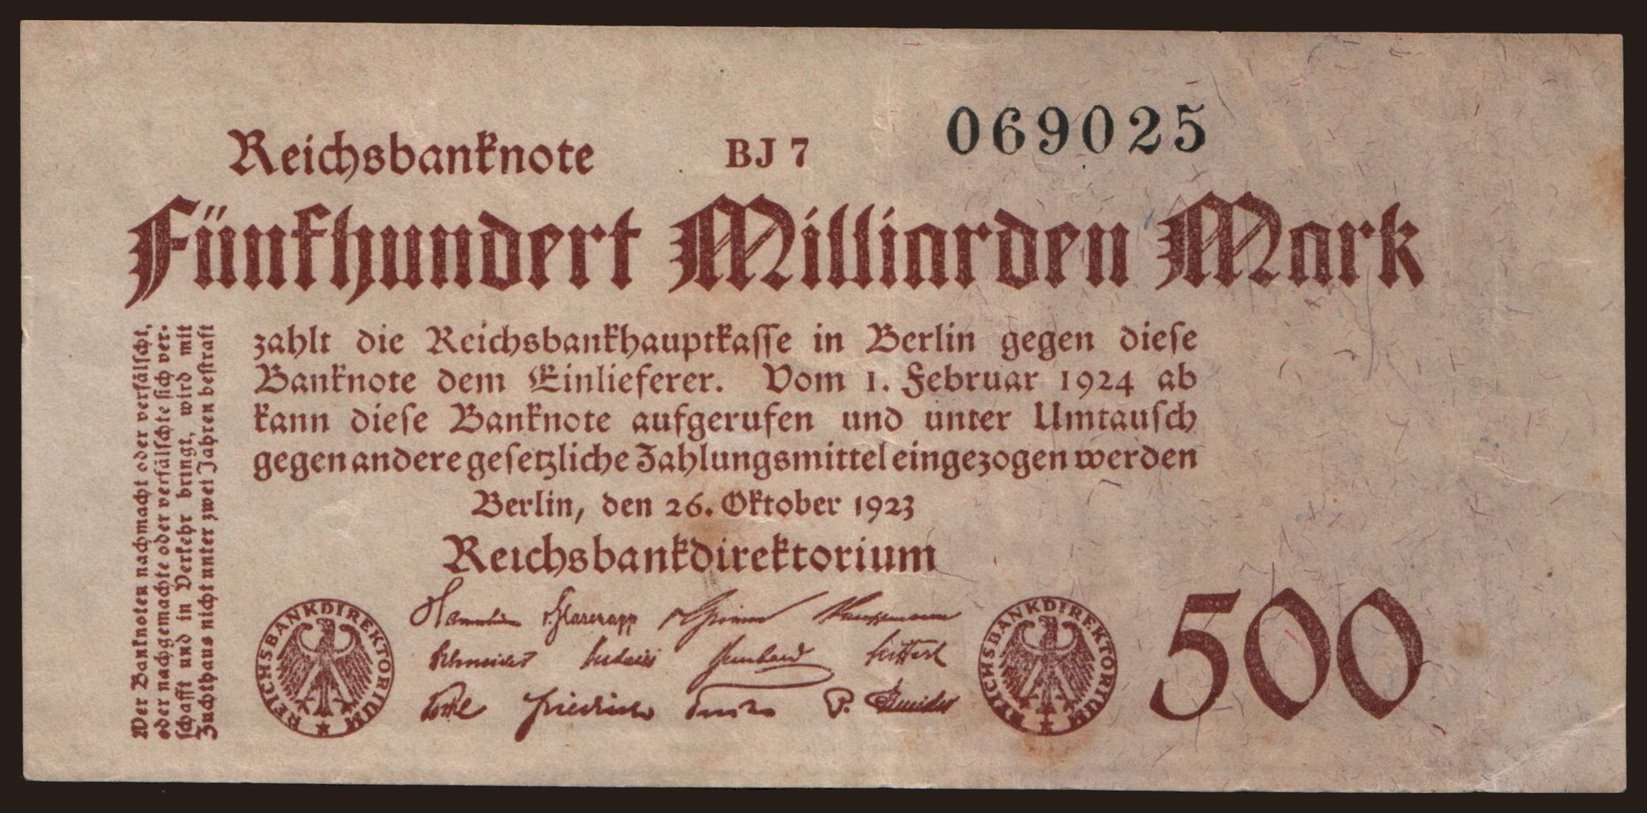 Reichsbanknote BJ 7 069025
Fünfhundert Milliarden Mark
zahlt die Reichsbankhauptkasse in Berlin gegen diese
Banknote dem Einlieferer. Vom 1. Februar 1924 ab
kann diese Banknote aufgerufen und unter Umtausch
gegen andere gesetzliche Zahlungsmittel eingezogen werden
Berlin, den 26. Oktober 1923
Reichsbankdirektorium
Wer Banknoten nachmacht oder verfälscht,
oder nachgemachte oder verfälschte sich ver-
schafft und in Verkehr bringt, wird mit
Zuchthaus nicht unter zwei Jahren bestraft
REICHSBANKDIREKTORIUM
REICHSBANKDIREKTORIUM
500